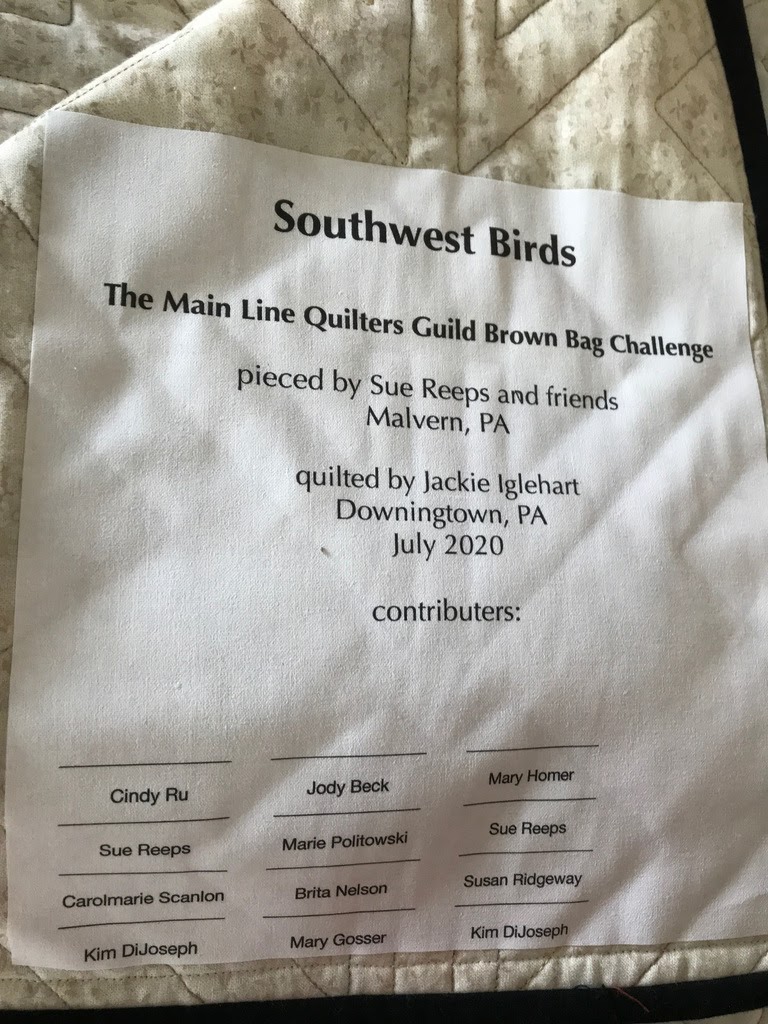 Southwest Birds
The Main Line Quilters Guild Brown Bag Challenge
pieced by Sue Reeps and friends
Malvern, PA
quilted by Jackie Iglehart
Downingtown, PA
July 2020
contributers:
Cindy Ru Jody Beck Mary Homer
Sue Reeps Marie Politowski Sue Reeps
Carolmarie Scanlon Brita Nelson Susan Ridgeway
Kim DiJoseph Mary Gosser Kim DiJoseph